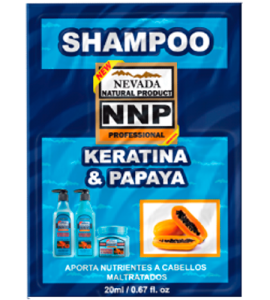 SHAMPOO
NEW
NEVADA
NATURAL PRODUCT
NNP
PROFESSIONAL
KERATINA
& PAPAYA
APORTA NUTRIENTES A CABELLOS
MALTRATADOS
20ml / 0.67 fl. oz